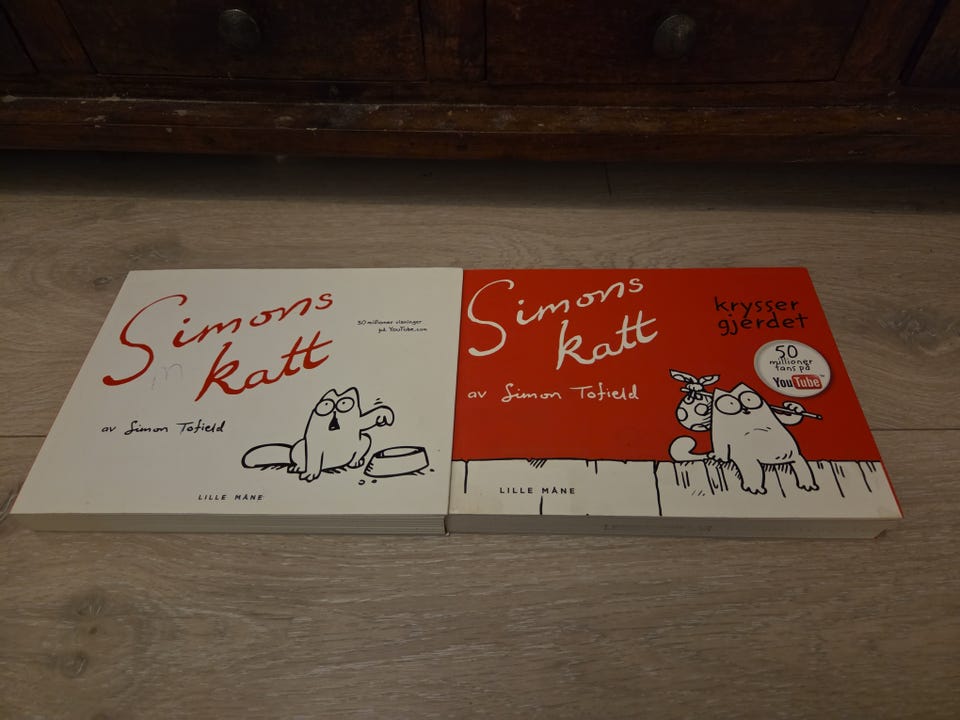 Simons
katt
30 millioner visninger
på YouTube.com
av Simon Tofield
LILLE MÅNE
Simons
katt
krysser
gjerdet
50
millioner
fans på
YouTube™
av Simon Tofield
LILLE MÅNE